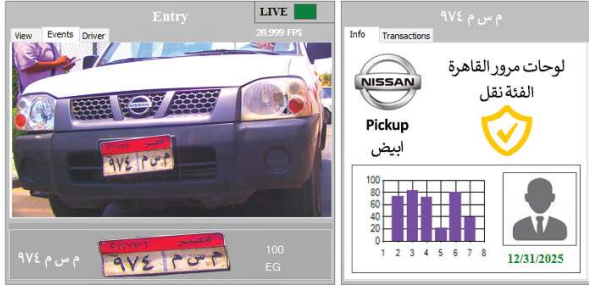 Entry
LIVE
26.999 FPS
View Events Driver
NISSAN
EGYPT مصر
٩٧٤ م س م
م س م ٩٧٤
EGYPT مصر
٩٧٤ م س م
100
EG
م س م ٩٧٤
Info Transactions
NISSAN
لوحات مرور القاهرة
الفئة نقل
Pickup
ابيض
100
80
60
40
20
0
1 2 3 4 5 6 7 8
12/31/2025